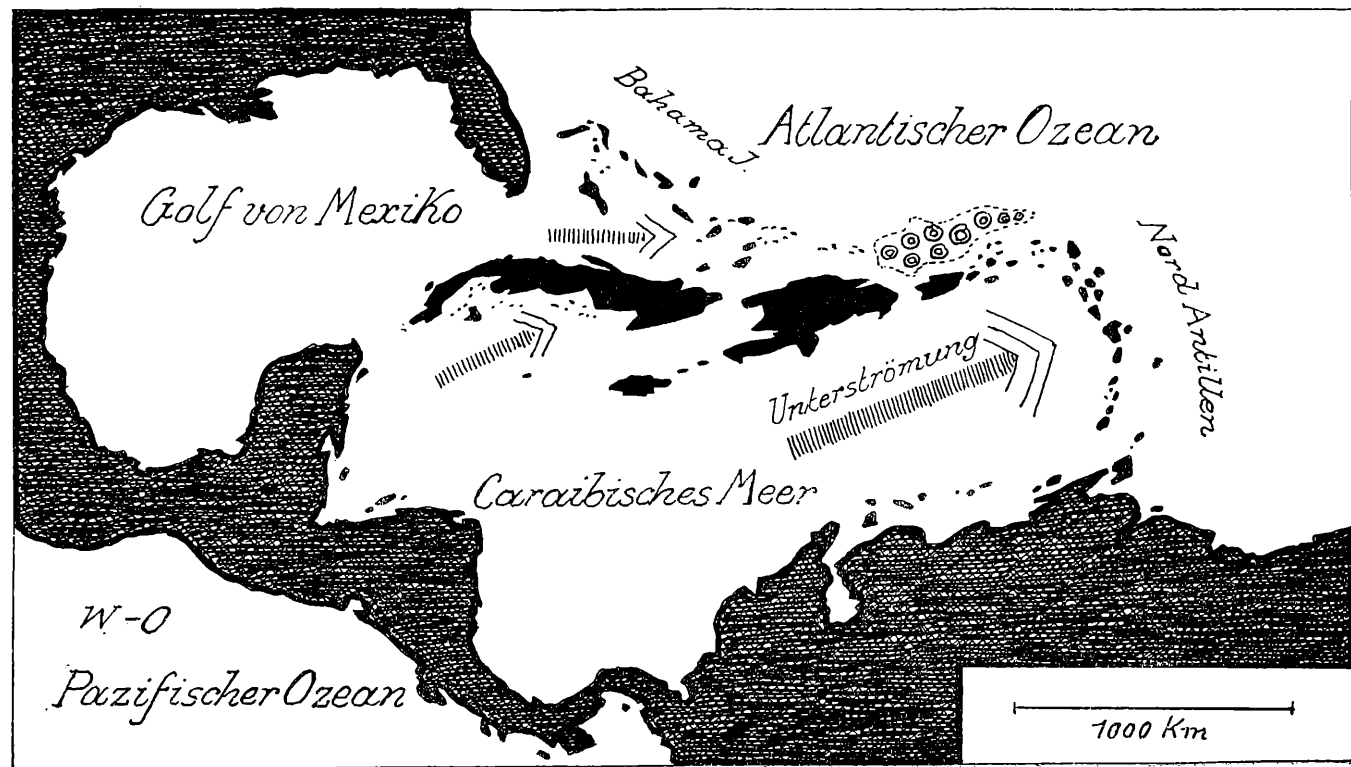 Bahama I.
Atlantischer Ozean
Golf von Mexiko
Nord Antillen
Unterströmung
Caraibisches Meer
W-O
Pazifischer Ozean
1000 Km